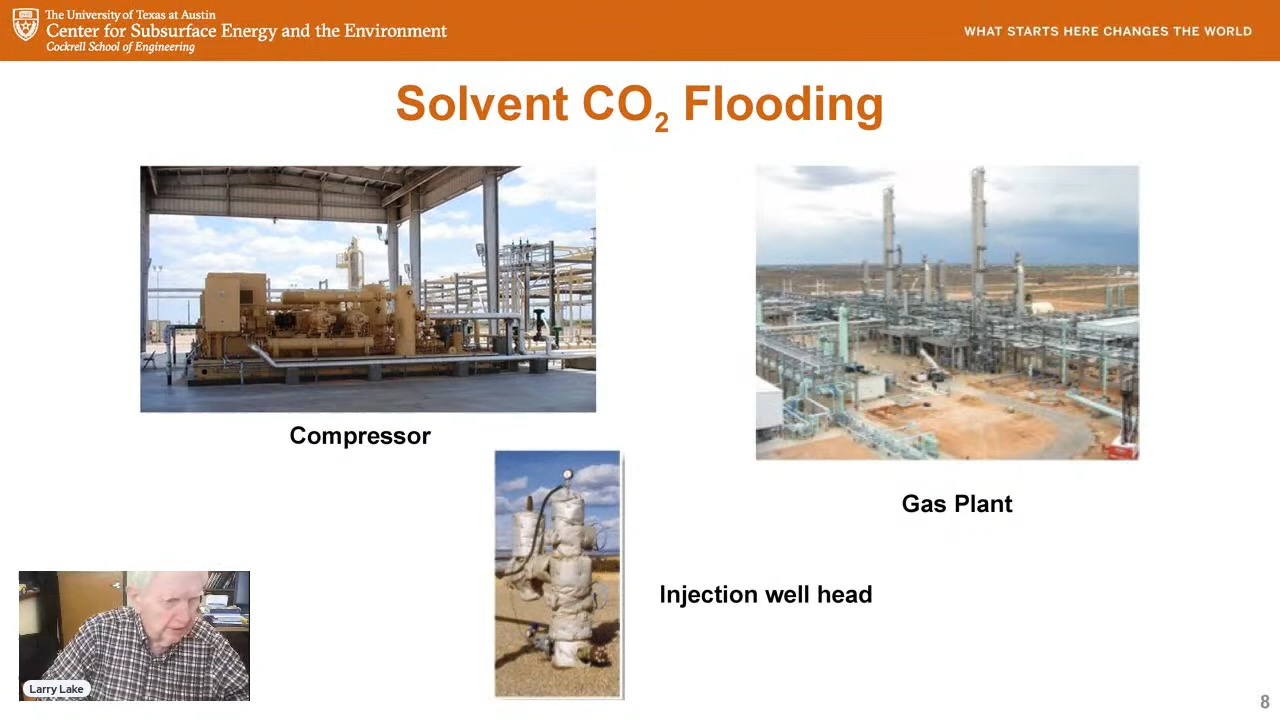 The University of Texas at Austin
Center for Subsurface Energy and the Environment
Cockrell School of Engineering
WHAT STARTS HERE CHANGES THE WORLD
Solvent CO₂ Flooding
Compressor
Gas Plant
Injection well head
Larry Lake
8